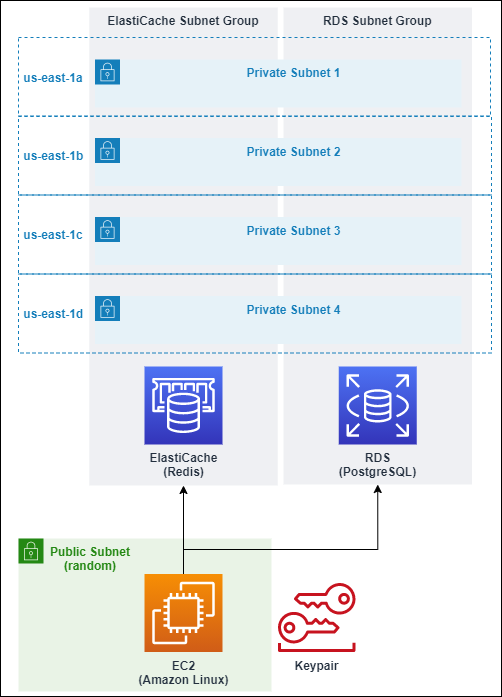 ElastiCache Subnet Group
RDS Subnet Group
us-east-1a
Private Subnet 1
us-east-1b
Private Subnet 2
us-east-1c
Private Subnet 3
us-east-1d
Private Subnet 4
ElastiCache
(Redis)
RDS
(PostgreSQL)
Public Subnet
(random)
EC2
(Amazon Linux)
Keypair